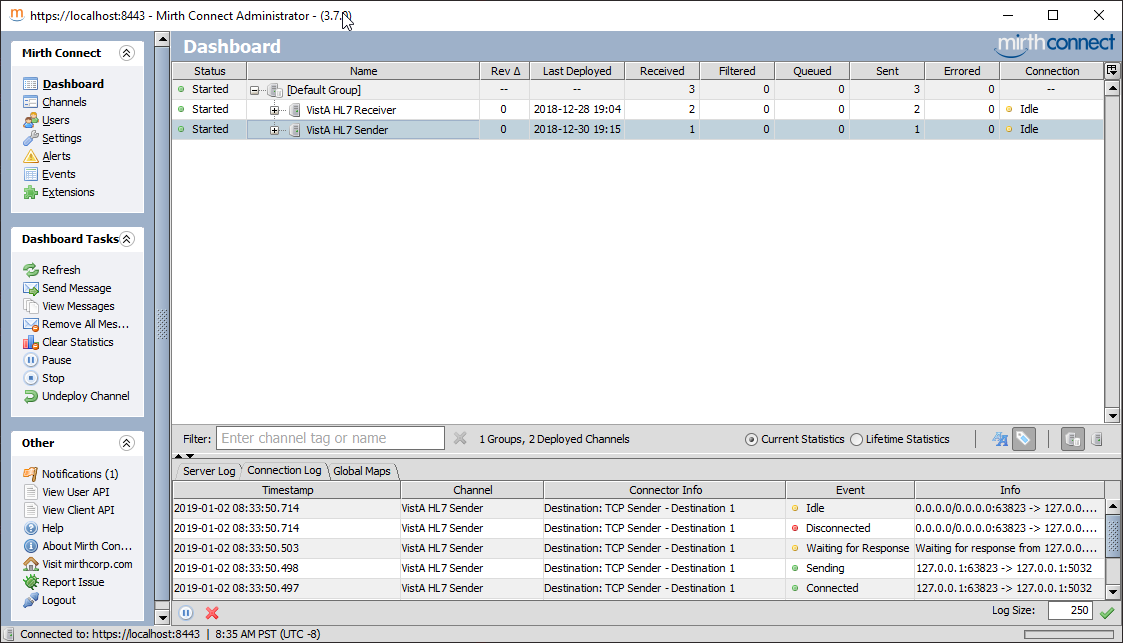 https://localhost:8443 - Mirth Connect Administrator - (3.7.0)
Mirth Connect
Dashboard
Channels
Users
Settings
Alerts
Events
Extensions
Dashboard Tasks
Refresh
Send Message
View Messages
Remove All Mes...
Clear Statistics
Pause
Stop
Undeploy Channel
Other
Notifications (1)
View User API
View Client API
Help
About Mirth Con...
Visit mirthcorp.com
Report Issue
Logout
Dashboard
mirthconnect
Status Name Rev Δ Last Deployed Received Filtered Queued Sent Errored Connection
Started [Default Group] -- -- 3 0 0 3 0 --
Started VistA HL7 Receiver 0 2018-12-28 19:04 2 0 0 2 0 Idle
Started VistA HL7 Sender 0 2018-12-30 19:15 1 0 0 1 0 Idle
Filter: Enter channel tag or name 1 Groups, 2 Deployed Channels Current Statistics Lifetime Statistics
Server Log Connection Log Global Maps
Timestamp Channel Connector Info Event Info
2019-01-02 08:33:50.714 VistA HL7 Sender Destination: TCP Sender - Destination 1 Idle 0.0.0.0/0.0.0.0:63823 -> 127.0.0....
2019-01-02 08:33:50.714 VistA HL7 Sender Destination: TCP Sender - Destination 1 Disconnected 0.0.0.0/0.0.0.0:63823 -> 127.0.0....
2019-01-02 08:33:50.503 VistA HL7 Sender Destination: TCP Sender - Destination 1 Waiting for Response Waiting for response from 127.0....
2019-01-02 08:33:50.498 VistA HL7 Sender Destination: TCP Sender - Destination 1 Sending 127.0.0.1:63823 -> 127.0.0.1:5032
2019-01-02 08:33:50.497 VistA HL7 Sender Destination: TCP Sender - Destination 1 Connected 127.0.0.1:63823 -> 127.0.0.1:5032
Log Size: 250
Connected to: https://localhost:8443 | 8:35 AM PST (UTC -8)